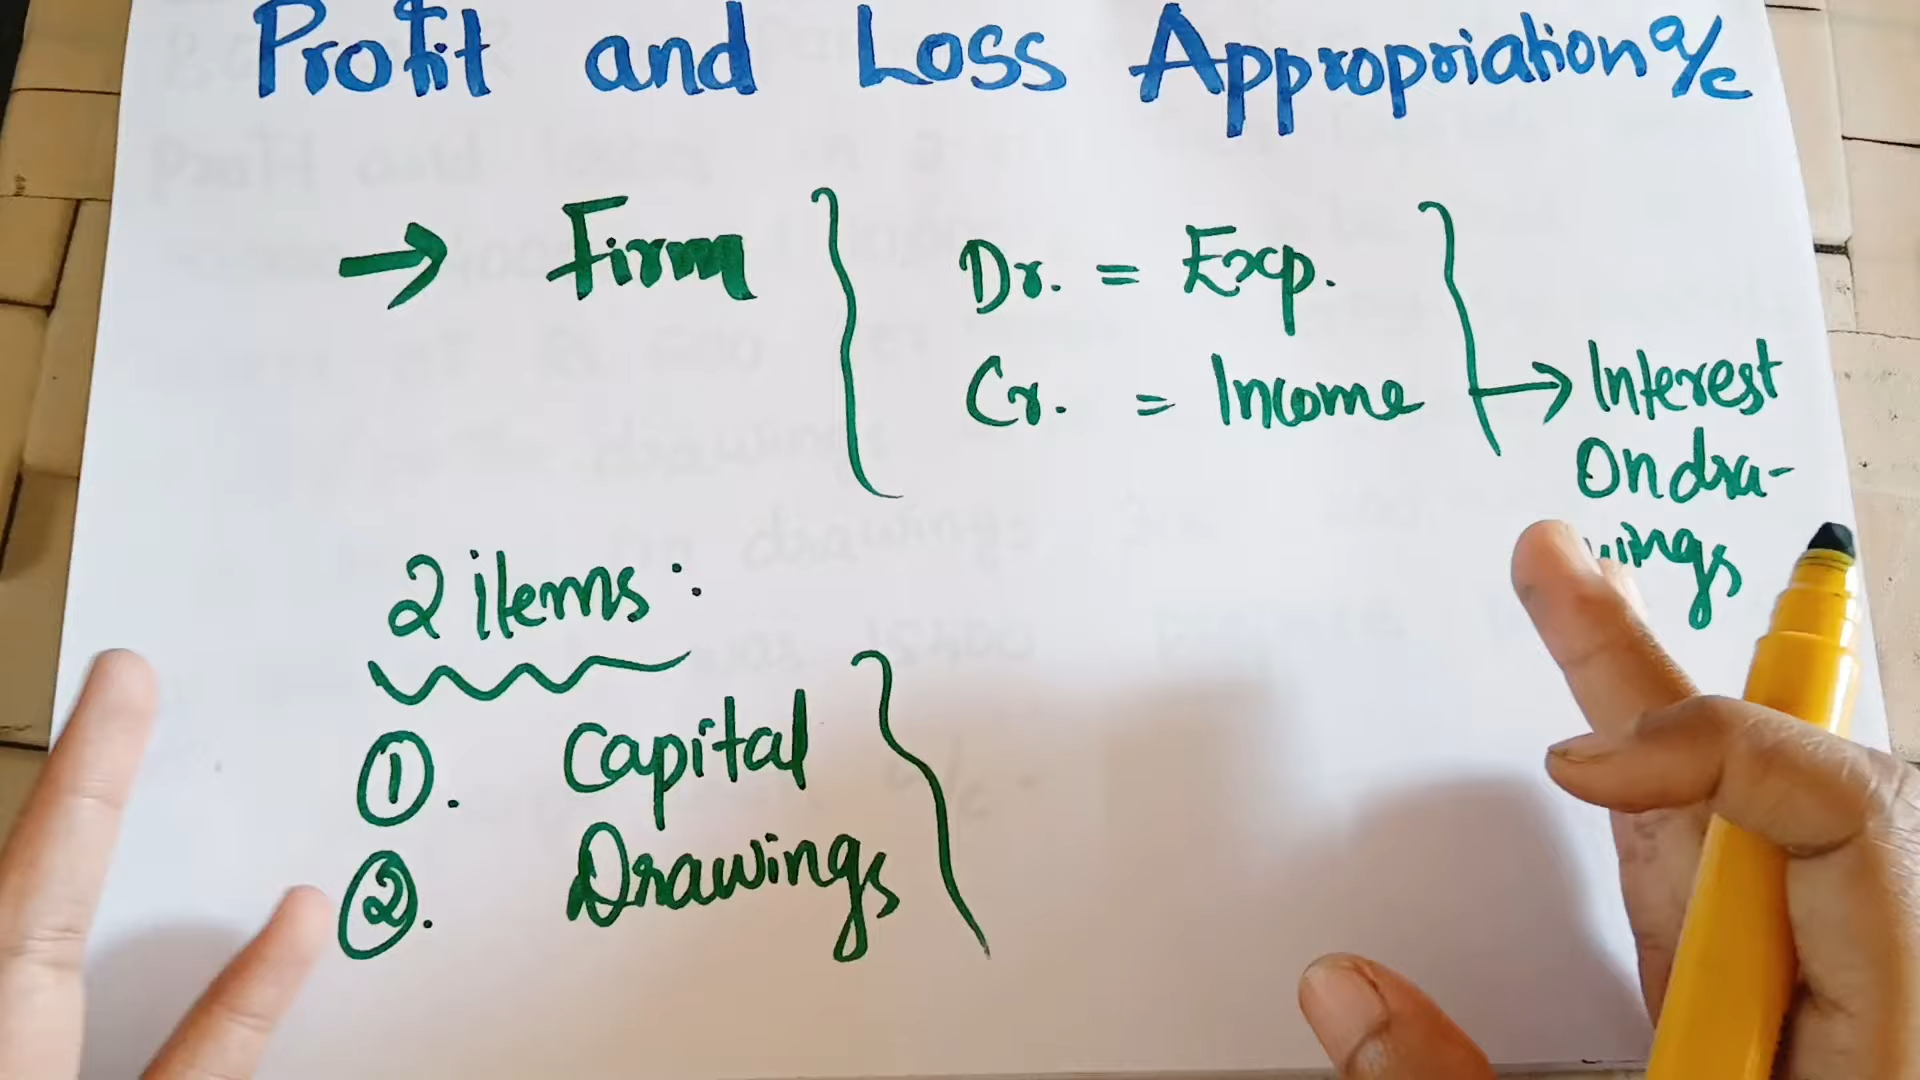 Profit and Loss Appropriation a/c
→ Firm
Dr. = Exp.
Cr. = Income
→ Interest
On dra-
wings
2 items:
①. Capital
②. Drawings